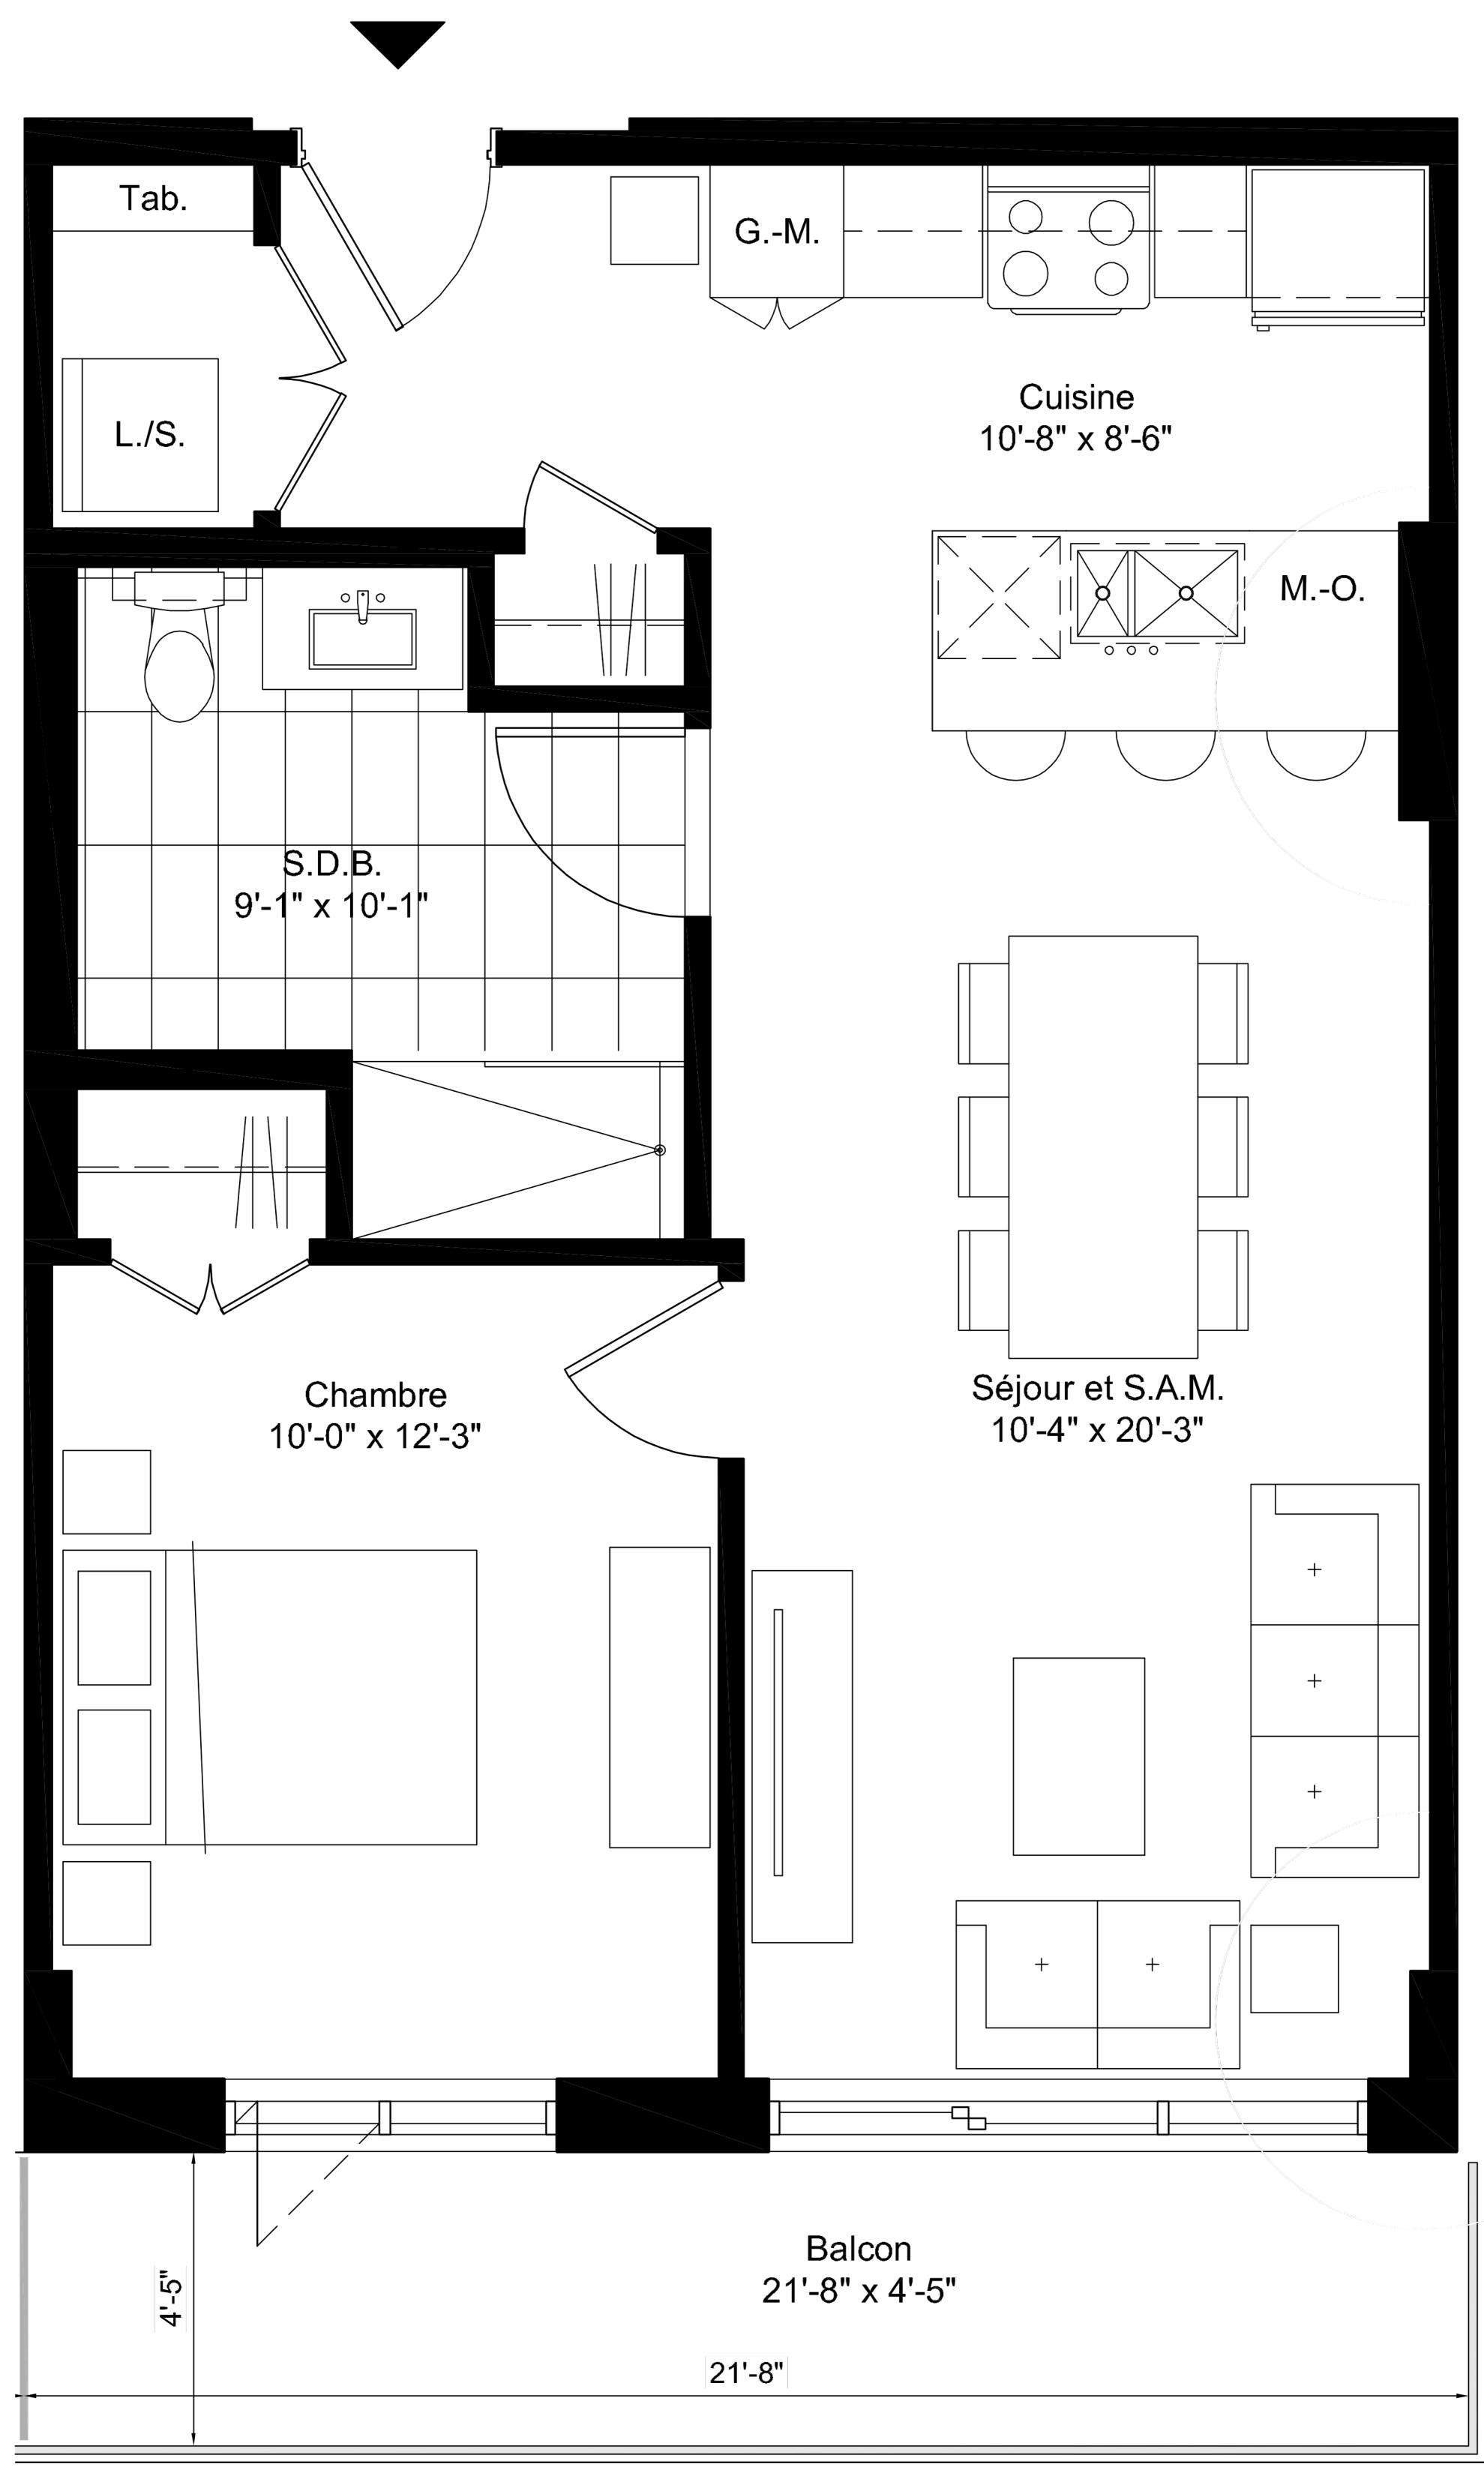 Tab.
G.-M.
L./S.
Cuisine
10'-8" x 8'-6"
M.-O.
S.D.B.
9'-1" x 10'-1"
Chambre
10'-0" x 12'-3"
Séjour et S.A.M.
10'-4" x 20'-3"
Balcon
21'-8" x 4'-5"
4'-5"
21'-8"